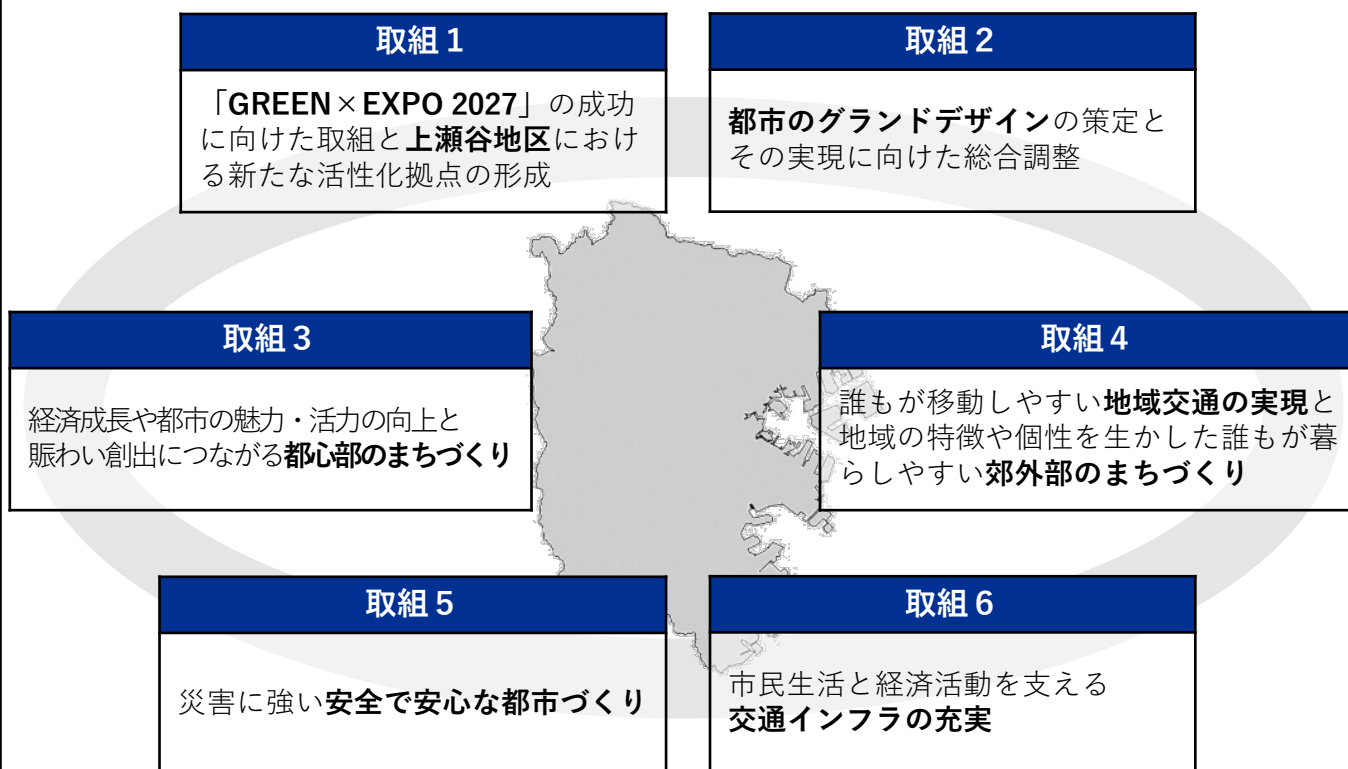 取組１
「GREEN×EXPO 2027」の成功
に向けた取組と上瀬谷地区におけ
る新たな活性化拠点の形成
取組２
都市のグランドデザインの策定と
その実現に向けた総合調整
取組３
経済成長や都市の魅力・活力の向上と
賑わい創出につながる都心部のまちづくり
取組４
誰もが移動しやすい地域交通の実現と
地域の特徴や個性を生かした誰もが暮
らしやすい郊外部のまちづくり
取組５
災害に強い安全で安心な都市づくり
取組６
市民生活と経済活動を支える
交通インフラの充実